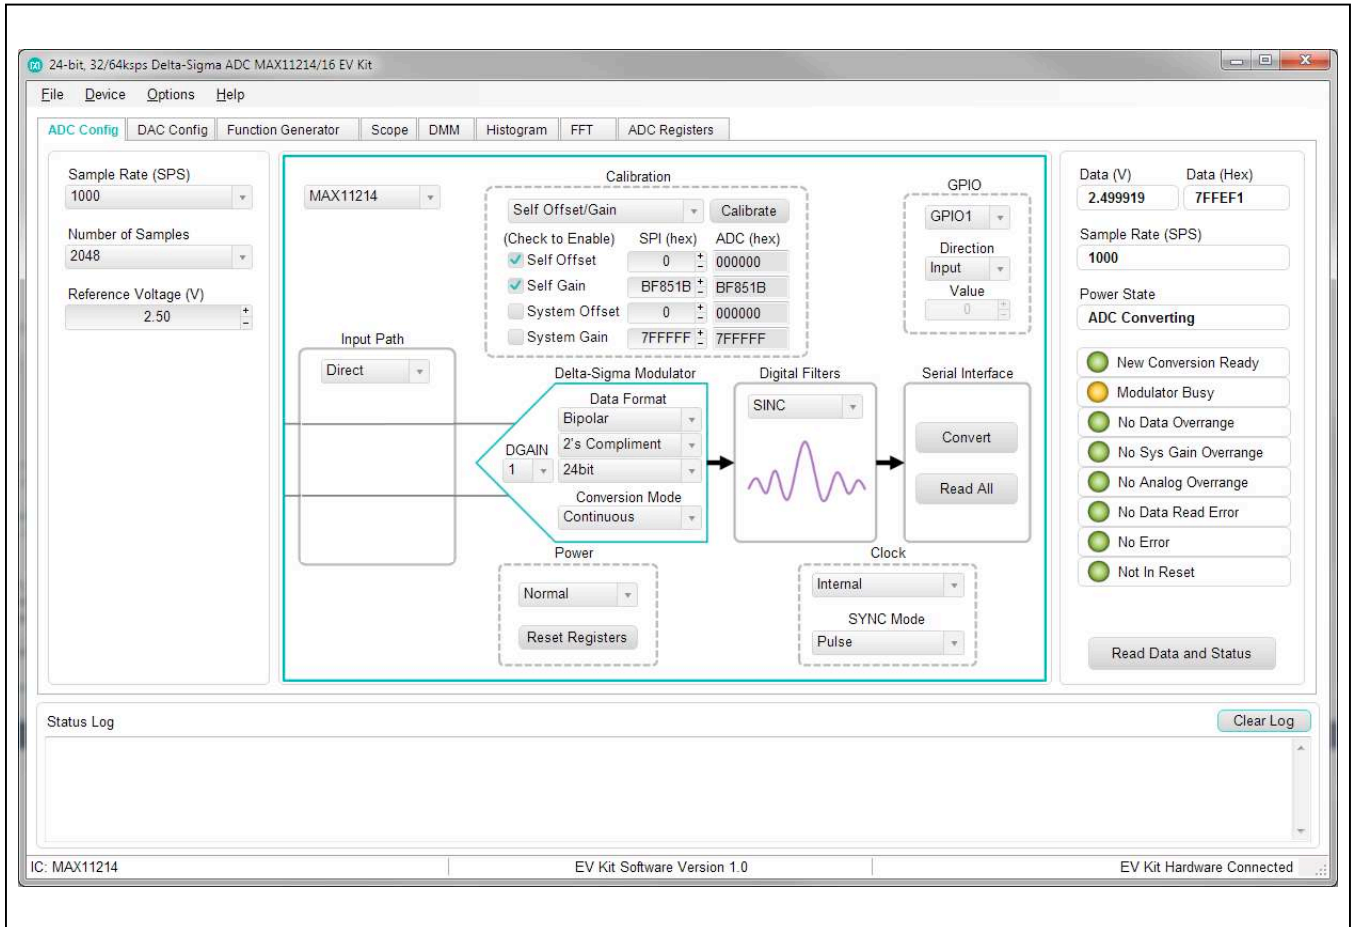 24-bit, 32/64ksps Delta-Sigma ADC MAX11214/16 EV Kit
File Device Options Help
ADC Config DAC Config Function Generator Scope DMM Histogram FFT ADC Registers
Sample Rate (SPS)
1000
Number of Samples
2048
Reference Voltage (V)
2.50
MAX11214
Input Path
Direct
Calibration
Self Offset/Gain Calibrate
(Check to Enable) SPI (hex) ADC (hex)
Self Offset 0 000000
Self Gain BF851B BF851B
System Offset 0 000000
System Gain 7FFFFF 7FFFFF
GPIO
GPIO1
Direction
Input
Value
0
Delta-Sigma Modulator
Data Format
Bipolar
2's Compliment
DGAIN
1 24bit
Conversion Mode
Continuous
Digital Filters
SINC
Serial Interface
Convert
Read All
Power
Normal
Reset Registers
Clock
Internal
SYNC Mode
Pulse
Data (V) Data (Hex)
2.499919 7FFEF1
Sample Rate (SPS)
1000
Power State
ADC Converting
New Conversion Ready
Modulator Busy
No Data Overrange
No Sys Gain Overrange
No Analog Overrange
No Data Read Error
No Error
Not In Reset
Read Data and Status
Status Log Clear Log
IC: MAX11214 EV Kit Software Version 1.0 EV Kit Hardware Connected